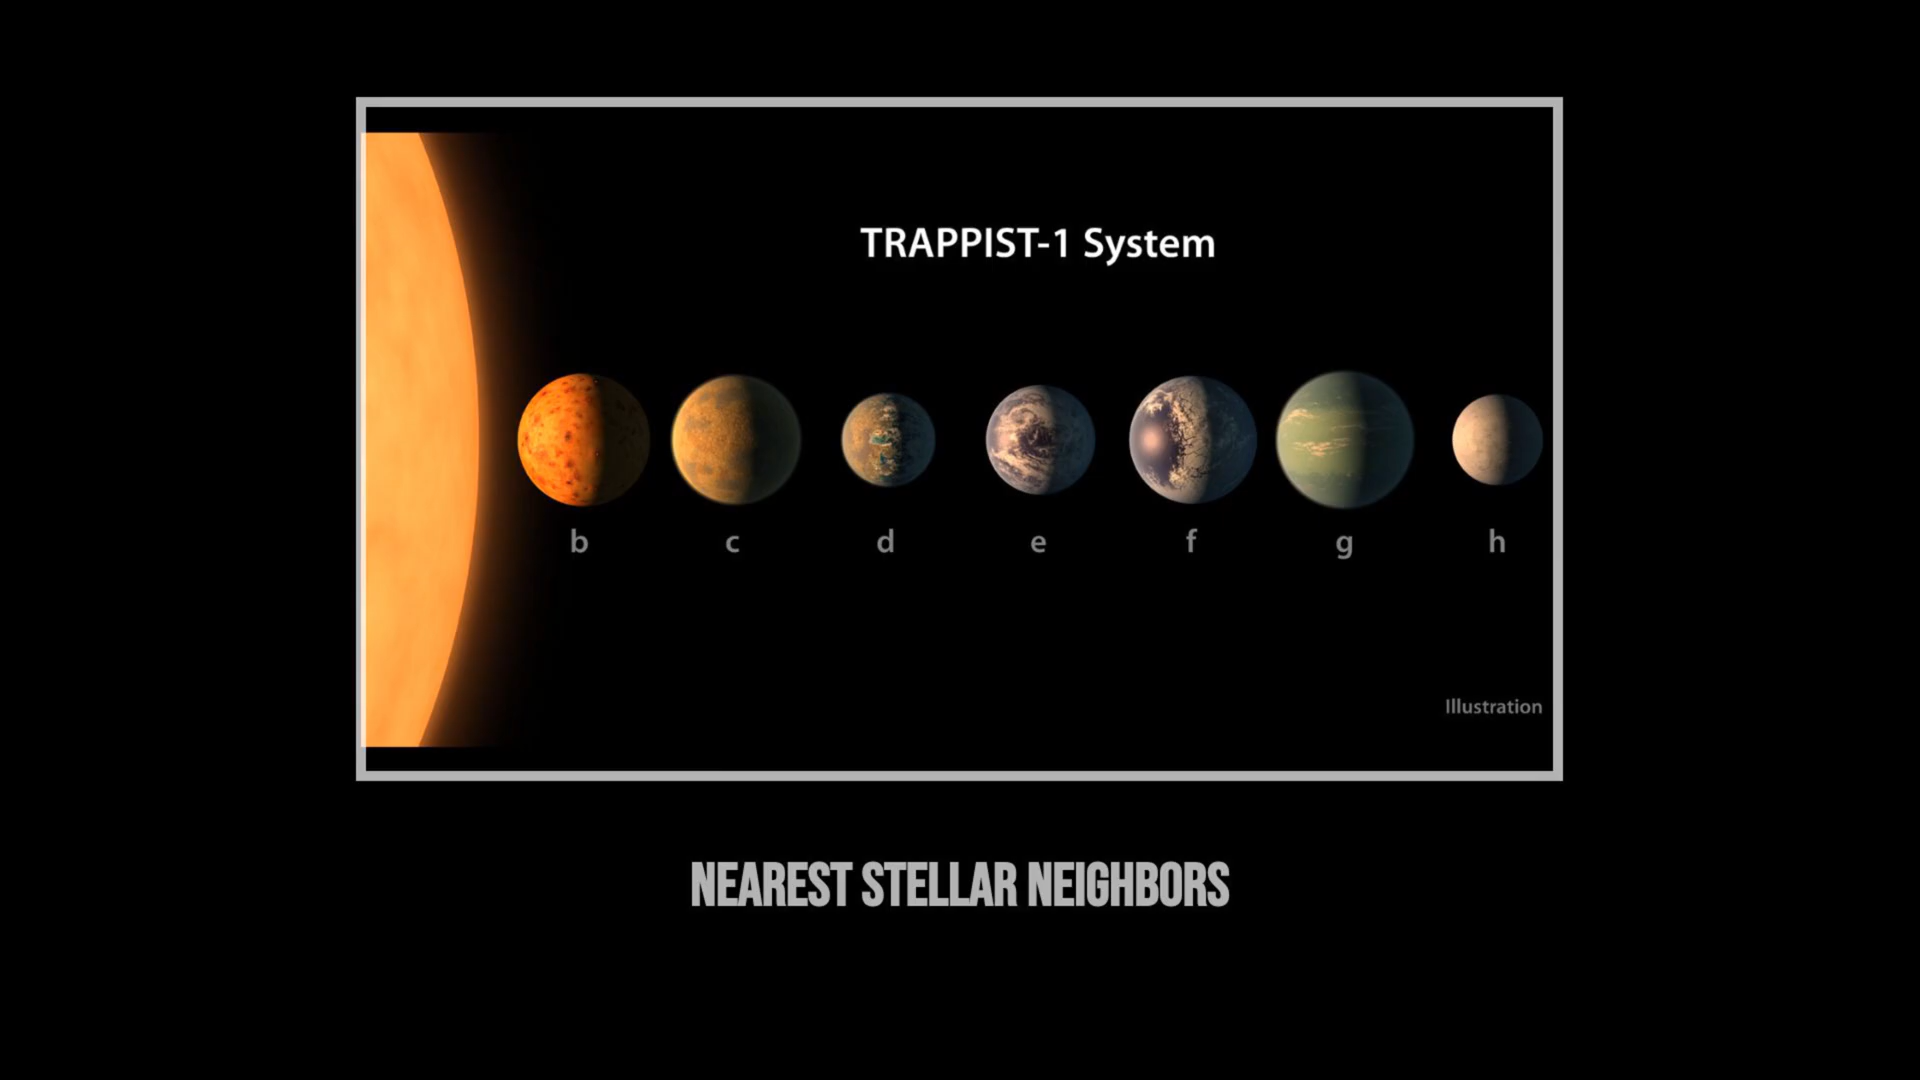 TRAPPIST-1 System
b c d e f g h
Illustration
NEAREST STELLAR NEIGHBORS